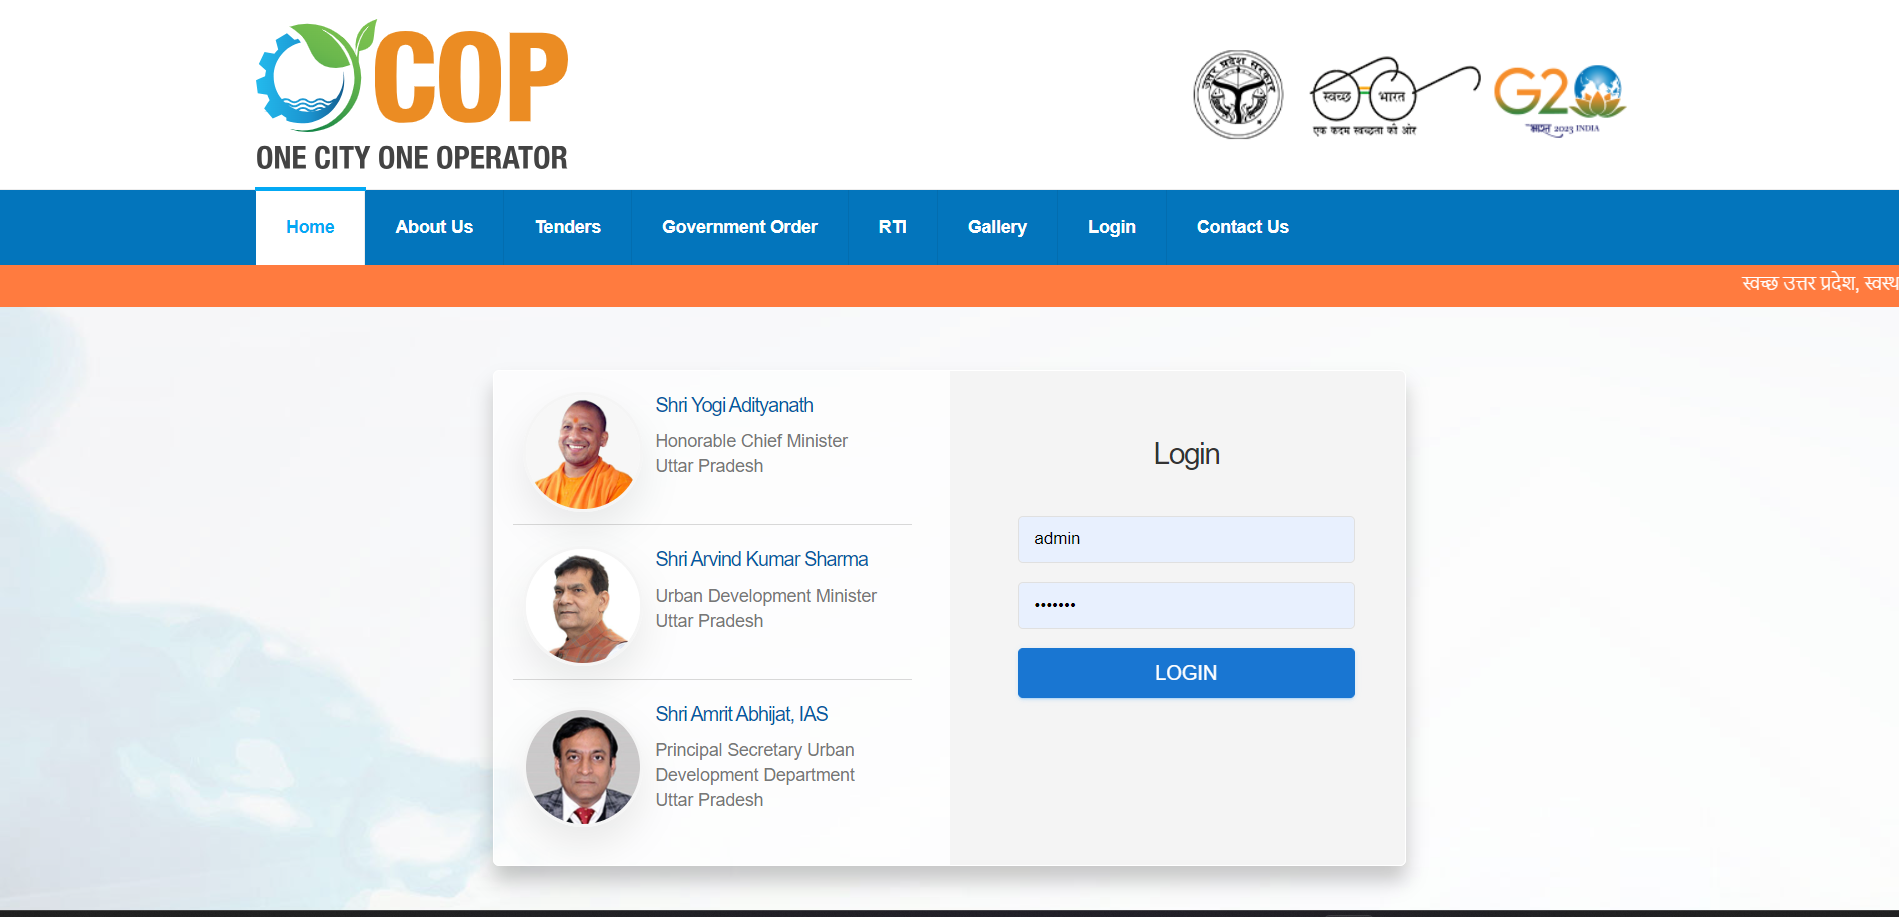 COP
ONE CITY ONE OPERATOR
उत्तर प्रदेश सरकार
स्वच्छ भारत
एक कदम स्वच्छता की ओर
G20
भारत 2023 INDIA
Home
About Us
Tenders
Government Order
RTI
Gallery
Login
Contact Us
स्वच्छ उत्तर प्रदेश, स्वस्थ
Shri Yogi Adityanath
Honorable Chief Minister
Uttar Pradesh
Shri Arvind Kumar Sharma
Urban Development Minister
Uttar Pradesh
Shri Amrit Abhijat, IAS
Principal Secretary Urban
Development Department
Uttar Pradesh
Login
admin
•••••••
LOGIN